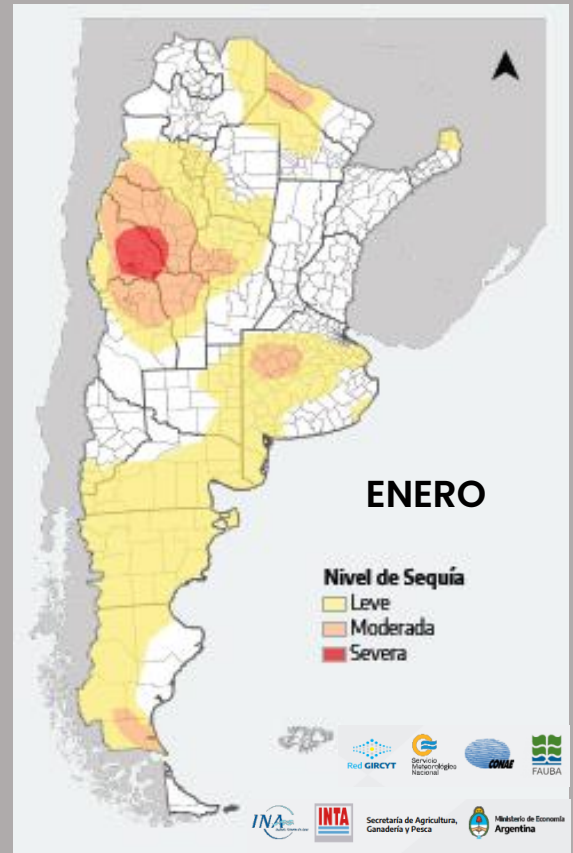 ENERO
Nivel de Sequía
Leve
Moderada
Severa
Red GIRCYT
Servicio
Meteorológico
Nacional
CONAE
FAUBA
INA
INTA
Secretaría de Agricultura,
Ganadería y Pesca
Ministerio de Economía
Argentina